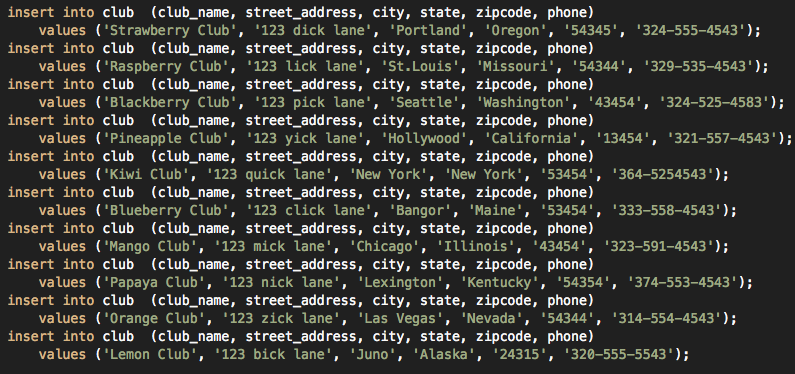 insert into club  (club_name, street_address, city, state, zipcode, phone)
    values ('Strawberry Club', '123 dick lane', 'Portland', 'Oregon', '54345', '324-555-4543');
insert into club  (club_name, street_address, city, state, zipcode, phone)
    values ('Raspberry Club', '123 lick lane', 'St.Louis', 'Missouri', '54344', '329-535-4543');
insert into club  (club_name, street_address, city, state, zipcode, phone)
    values ('Blackberry Club', '123 pick lane', 'Seattle', 'Washington', '43454', '324-525-4583');
insert into club  (club_name, street_address, city, state, zipcode, phone)
    values ('Pineapple Club', '123 yick lane', 'Hollywood', 'California', '13454', '321-557-4543');
insert into club  (club_name, street_address, city, state, zipcode, phone)
    values ('Kiwi Club', '123 quick lane', 'New York', 'New York', '53454', '364-5254543');
insert into club  (club_name, street_address, city, state, zipcode, phone)
    values ('Blueberry Club', '123 click lane', 'Bangor', 'Maine', '53454', '333-558-4543');
insert into club  (club_name, street_address, city, state, zipcode, phone)
    values ('Mango Club', '123 mick lane', 'Chicago', 'Illinois', '43454', '323-591-4543');
insert into club  (club_name, street_address, city, state, zipcode, phone)
    values ('Papaya Club', '123 nick lane', 'Lexington', 'Kentucky', '54354', '374-553-4543');
insert into club  (club_name, street_address, city, state, zipcode, phone)
    values ('Orange Club', '123 zick lane', 'Las Vegas', 'Nevada', '54344', '314-554-4543');
insert into club  (club_name, street_address, city, state, zipcode, phone)
    values ('Lemon Club', '123 bick lane', 'Juno', 'Alaska', '24315', '320-555-5543');